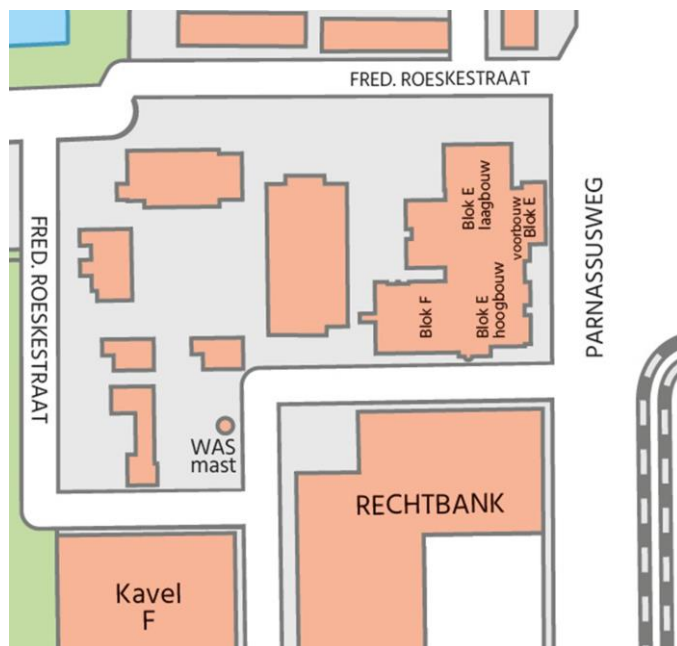 FRED. ROESKESTRAAT
Blok E
laagbouw
voorbouw
Blok E
FRED. ROESKESTRAAT
PARNASSUSWEG
Blok F
Blok E
hoogbouw
WAS
mast
RECHTBANK
Kavel
F